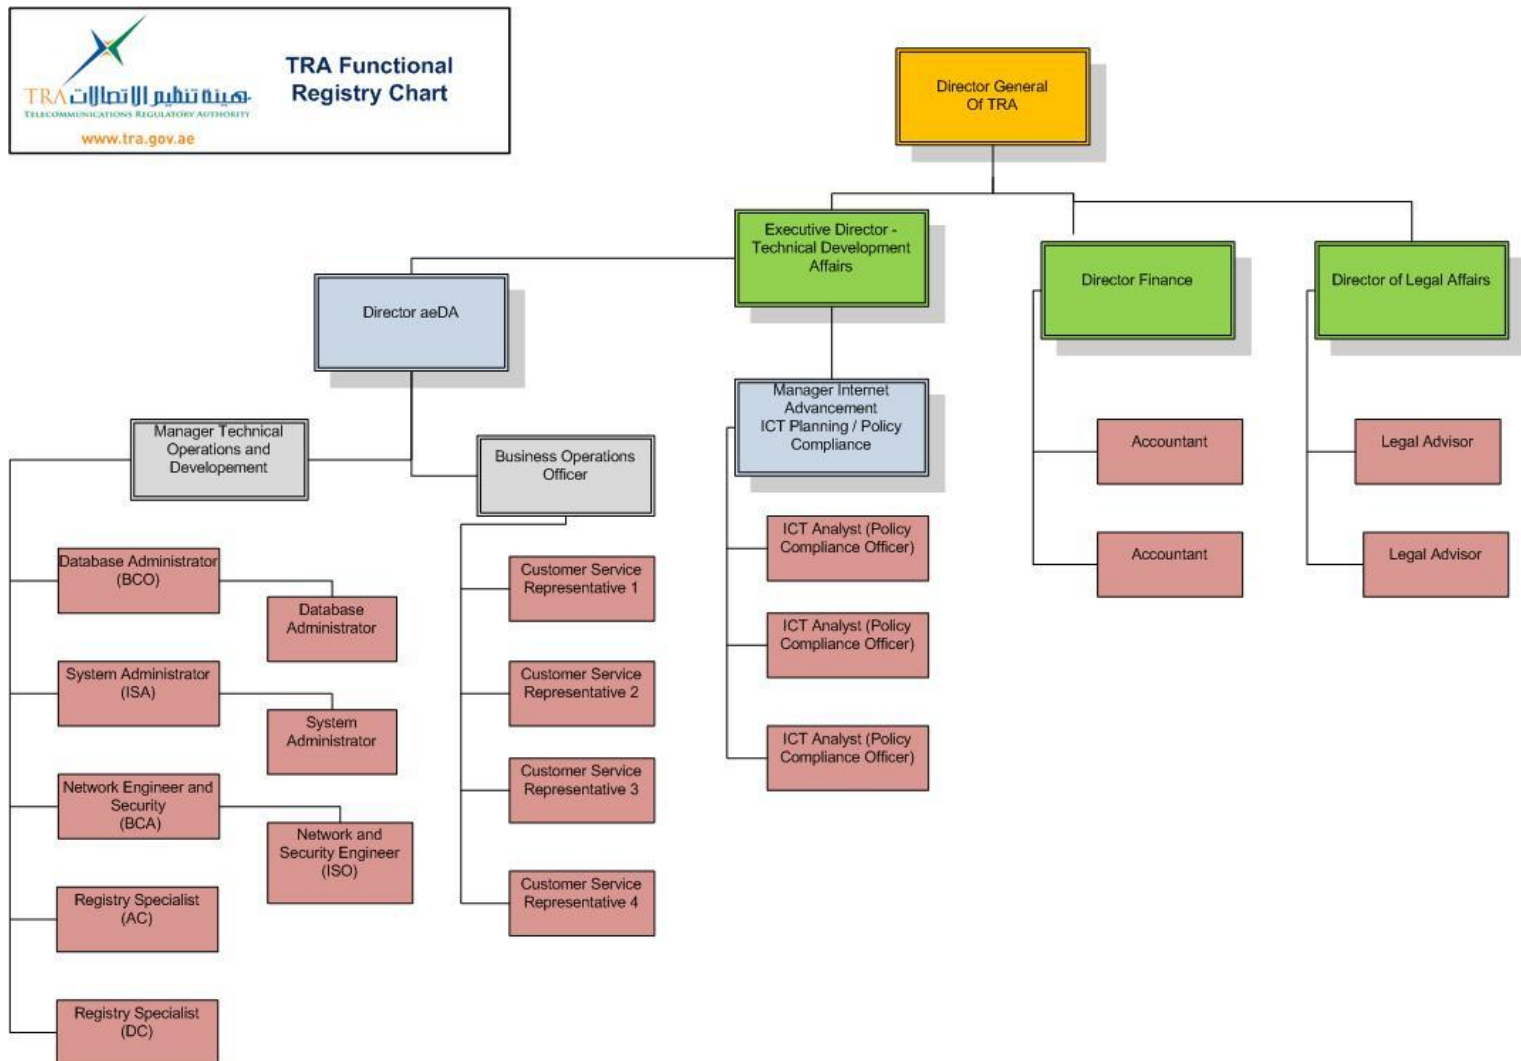 TRA هيئة تنظيم الاتصالات
TELECOMMUNICATIONS REGULATORY AUTHORITY
www.tra.gov.ae
TRA Functional
Registry Chart
Director General
Of TRA
Executive Director -
Technical Development
Affairs
Director Finance
Director of Legal Affairs
Director aeDA
Manager Internet
Advancement
ICT Planning / Policy
Compliance
Manager Technical
Operations and
Developement
Business Operations
Officer
Database Administrator
(BCO)
Database
Administrator
System Administrator
(ISA)
System
Administrator
Network Engineer and
Security
(BCA)
Network and
Security Engineer
(ISO)
Registry Specialist
(AC)
Registry Specialist
(DC)
Customer Service
Representative 1
Customer Service
Representative 2
Customer Service
Representative 3
Customer Service
Representative 4
ICT Analyst (Policy
Compliance Officer)
ICT Analyst (Policy
Compliance Officer)
ICT Analyst (Policy
Compliance Officer)
Accountant
Accountant
Legal Advisor
Legal Advisor